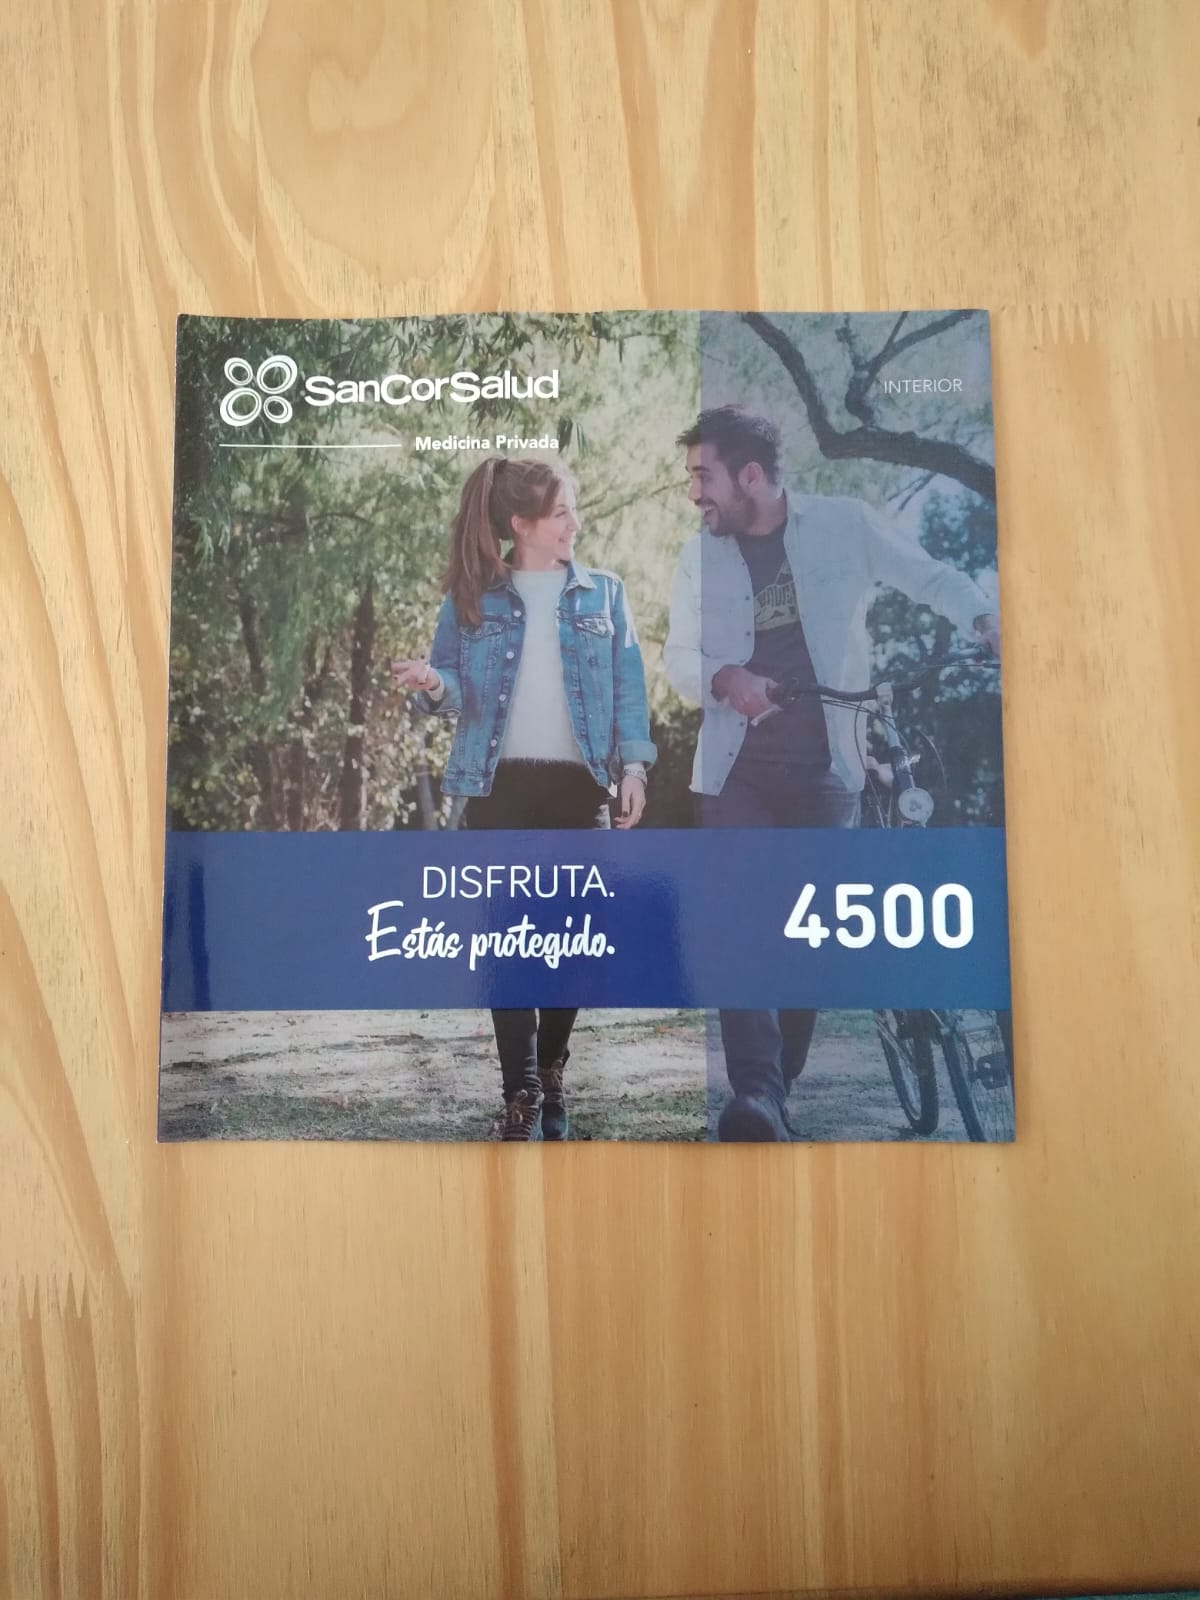 SanCorSalud
Medicina Privada
INTERIOR
DISFRUTA.
Estás protegido.
4500